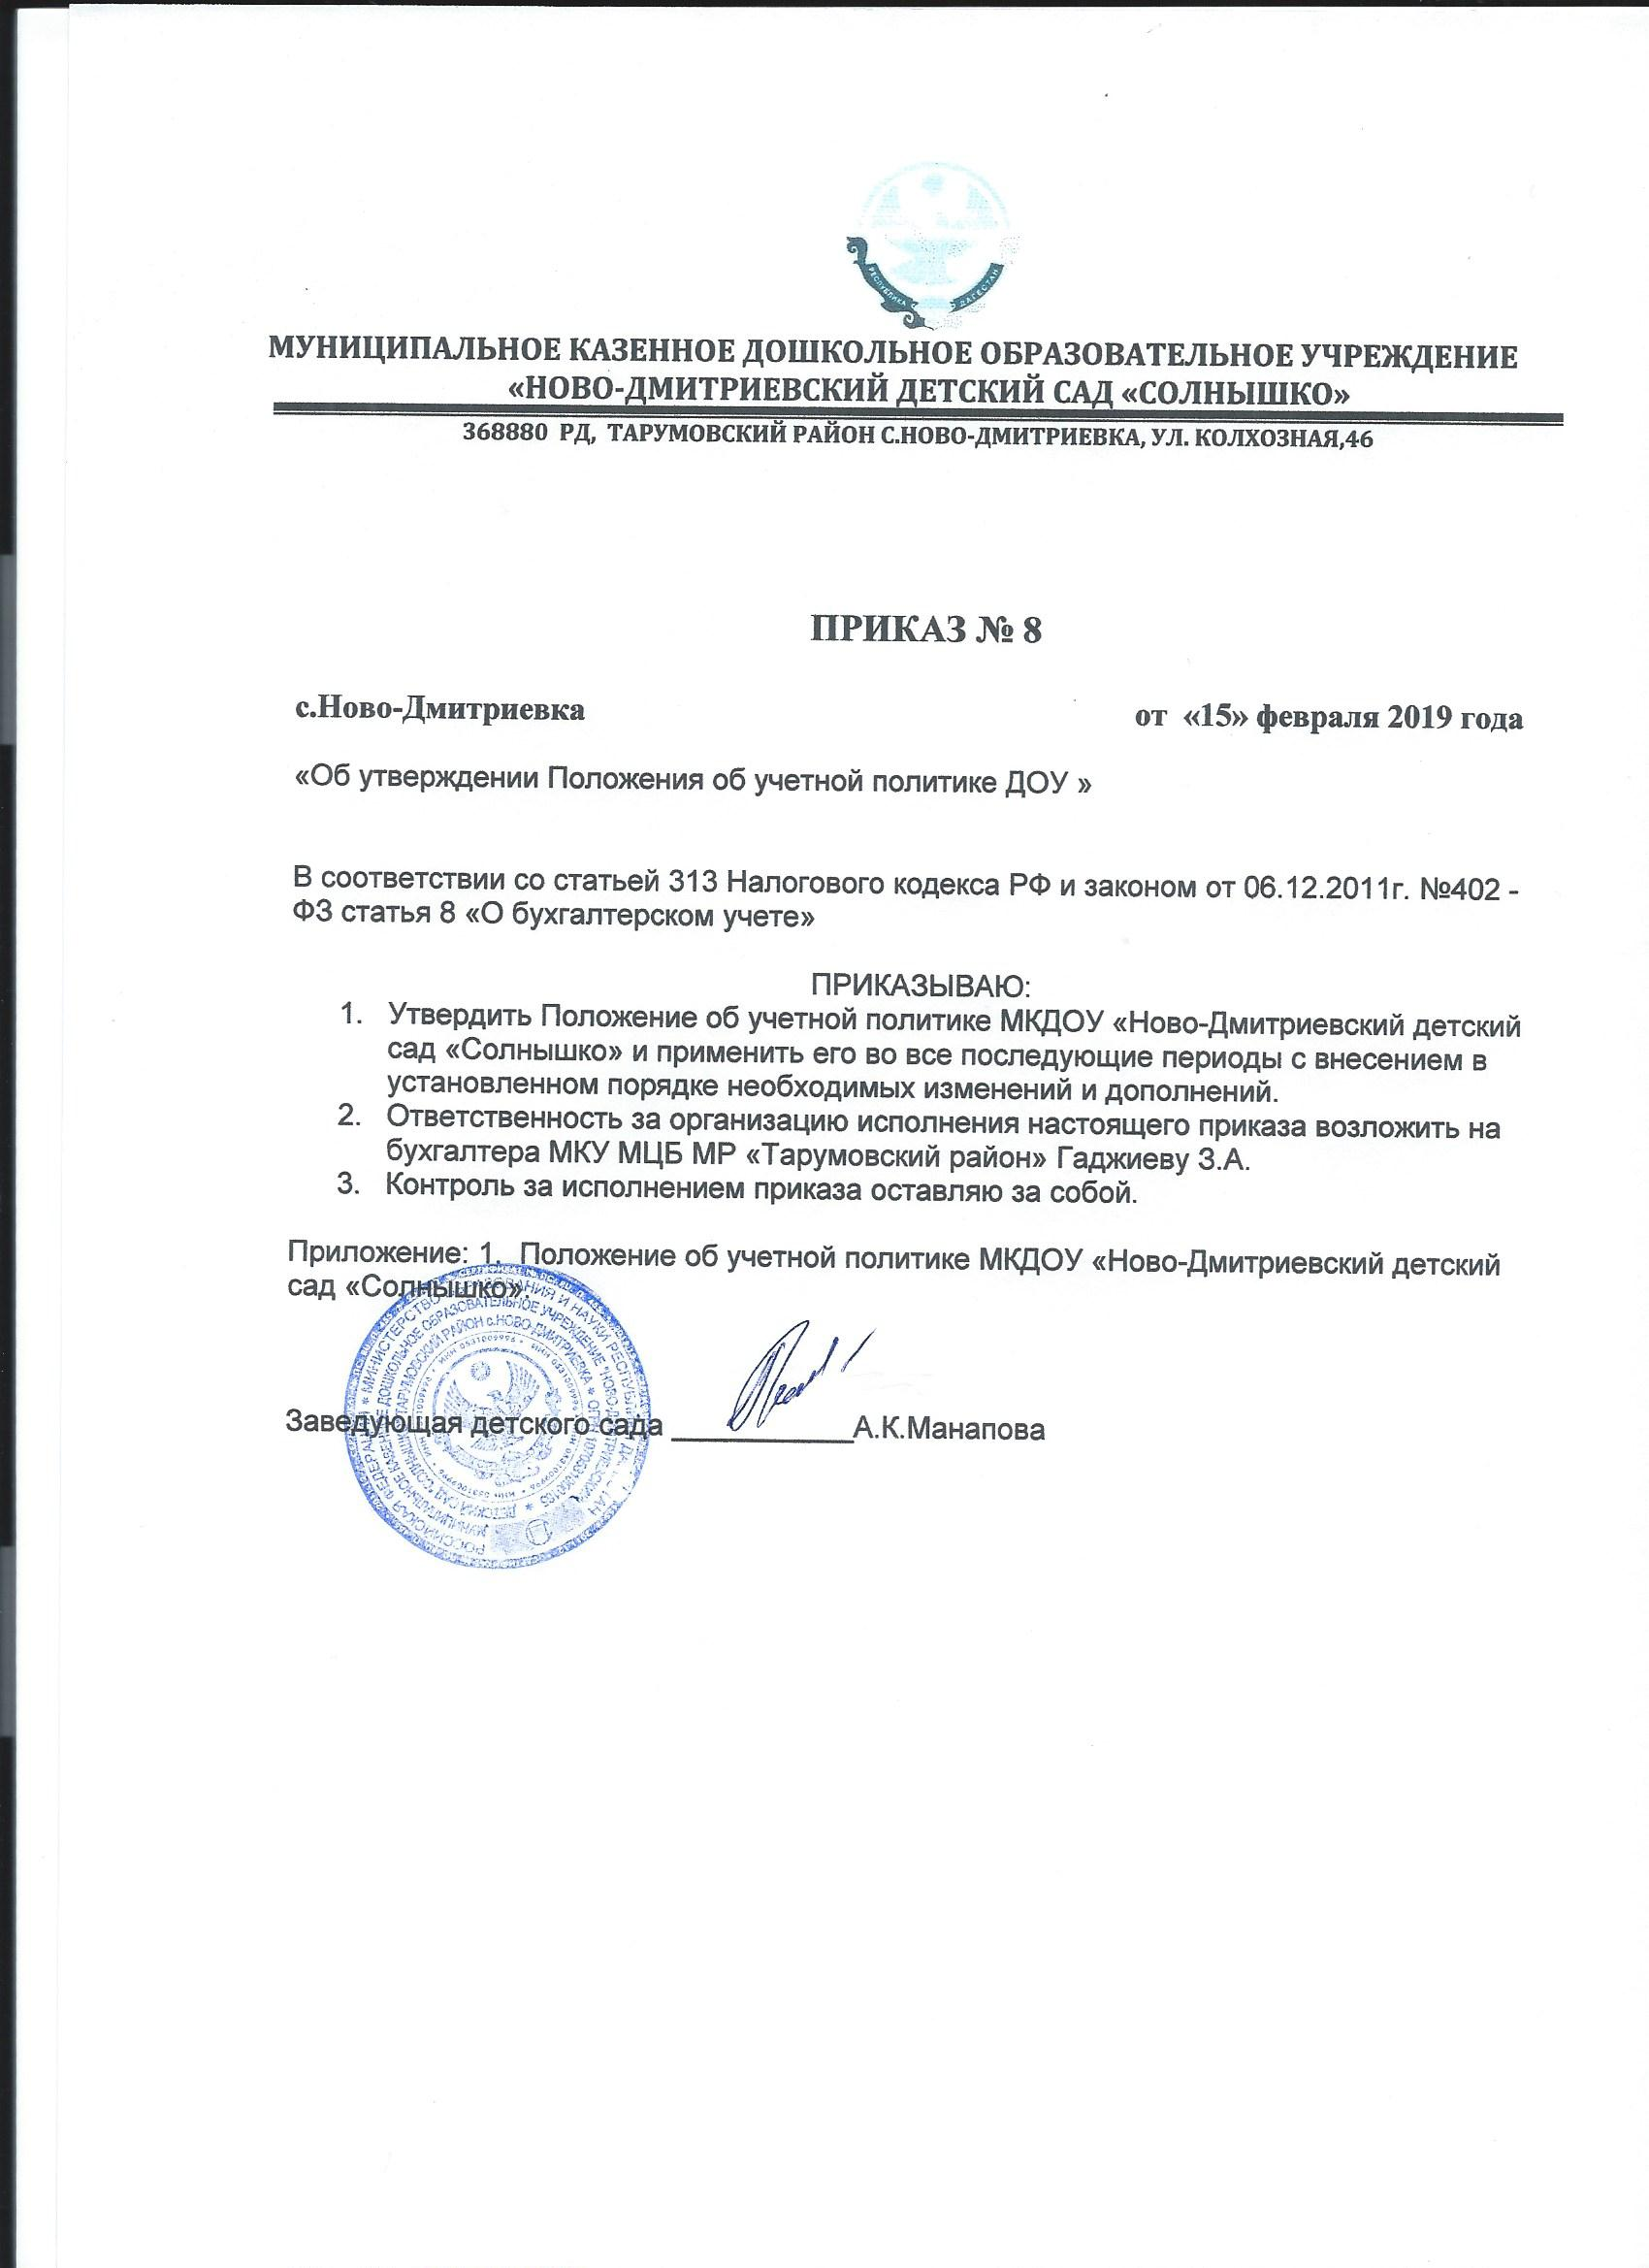 РЕСПУБЛИКА ДАГЕСТАН
МУНИЦИПАЛЬНОЕ КАЗЕННОЕ ДОШКОЛЬНОЕ ОБРАЗОВАТЕЛЬНОЕ УЧРЕЖДЕНИЕ
«НОВО-ДМИТРИЕВСКИЙ ДЕТСКИЙ САД «СОЛНЫШКО»
368880 РД, ТАРУМОВСКИЙ РАЙОН С.НОВО-ДМИТРИЕВКА, УЛ. КОЛХОЗНАЯ,46
ПРИКАЗ № 8
с.Ново-Дмитриевка от «15» февраля 2019 года
«Об утверждении Положения об учетной политике ДОУ »
В соответствии со статьей 313 Налогового кодекса РФ и законом от 06.12.2011г. №402 -
ФЗ статья 8 «О бухгалтерском учете»
ПРИКАЗЫВАЮ:
1. Утвердить Положение об учетной политике МКДОУ «Ново-Дмитриевский детский
сад «Солнышко» и применить его во все последующие периоды с внесением в
установленном порядке необходимых изменений и дополнений.
2. Ответственность за организацию исполнения настоящего приказа возложить на
бухгалтера МКУ МЦБ МР «Тарумовский район» Гаджиеву З.А.
3. Контроль за исполнением приказа оставляю за собой.
Приложение: 1. Положение об учетной политике МКДОУ «Ново-Дмитриевский детский
сад «Солнышко».
Заведующая детского сада ____________А.К.Манапова